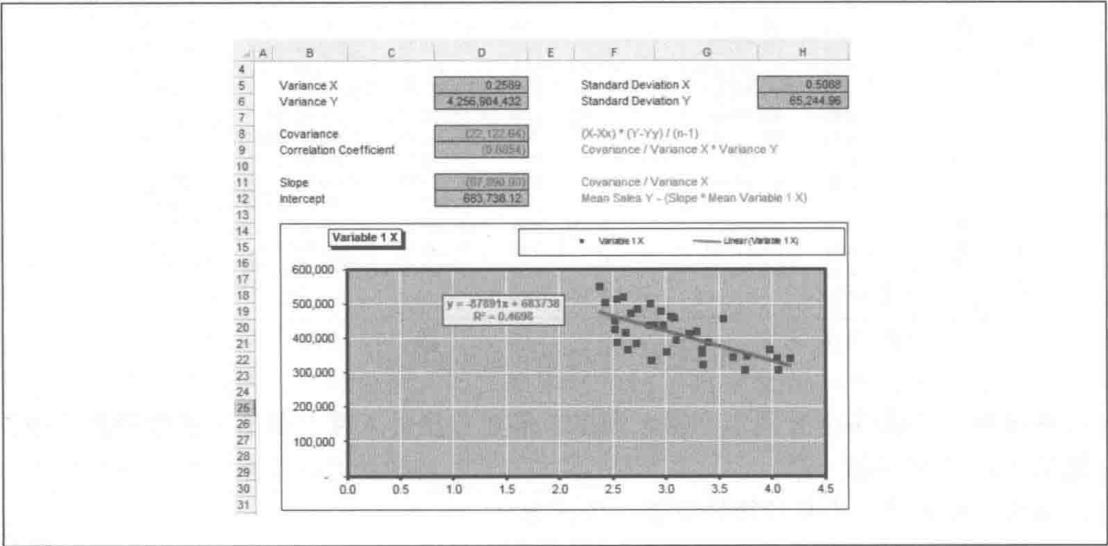 A B C D E F G H
4
5 Variance X 0.2589 Standard Deviation X 0.5088
6 Variance Y 4,256,904,432 Standard Deviation Y 65,244.96
7
8 Covariance (22,122.64) (X-Xx) * (Y-Yy) / (n-1)
9 Correlation Coefficient (0.6854) Covariance / Variance X * Variance Y
10
11 Slope Covariance / Variance X
12 Intercept 683,738.12 Mean Sales Y - (Slope * Mean Variable 1 X)
13
14
15
16
17
18
19
20
21
22
23
24
25
26
27
28
29
30
31
Variable 1 X
Variable 1 X Linear (Variable 1 X)
y = -87891x + 683738
R² = 0.4698
600,000
500,000
400,000
300,000
200,000
100,000
-
0.0 0.5 1.0 1.5 2.0 2.5 3.0 3.5 4.0 4.5